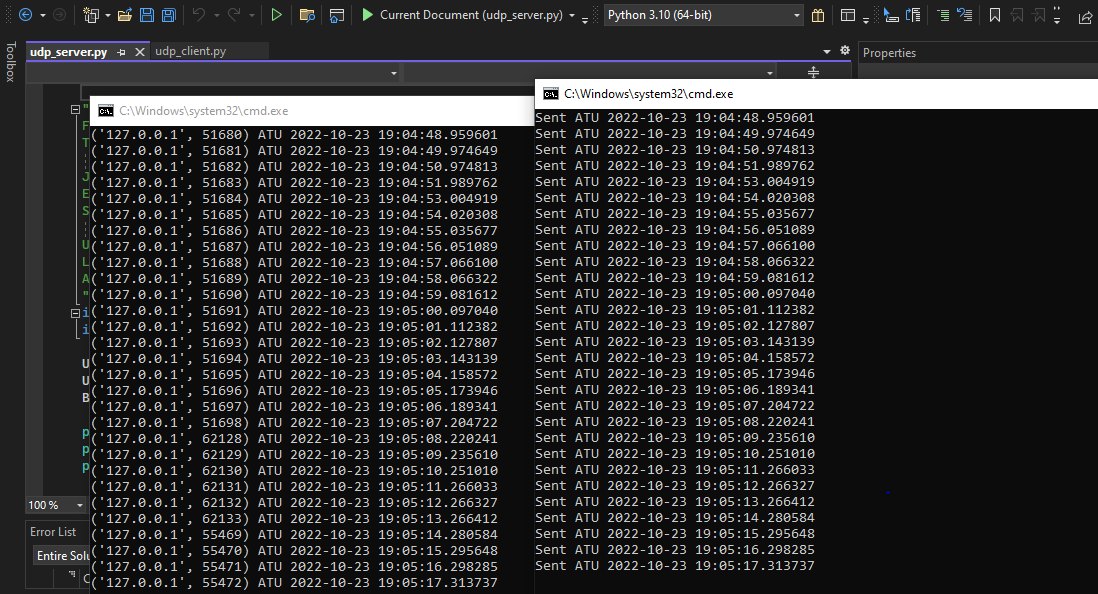 Current Document (udp_server.py)
Python 3.10 (64-bit)
Toolbox
udp_server.py
udp_client.py
Properties
C:\Windows\system32\cmd.exe
('127.0.0.1', 51680) ATU 2022-10-23 19:04:48.959601
('127.0.0.1', 51681) ATU 2022-10-23 19:04:49.974649
('127.0.0.1', 51682) ATU 2022-10-23 19:04:50.974813
('127.0.0.1', 51683) ATU 2022-10-23 19:04:51.989762
('127.0.0.1', 51684) ATU 2022-10-23 19:04:53.004919
('127.0.0.1', 51685) ATU 2022-10-23 19:04:54.020308
('127.0.0.1', 51686) ATU 2022-10-23 19:04:55.035677
('127.0.0.1', 51687) ATU 2022-10-23 19:04:56.051089
('127.0.0.1', 51688) ATU 2022-10-23 19:04:57.066100
('127.0.0.1', 51689) ATU 2022-10-23 19:04:58.066322
('127.0.0.1', 51690) ATU 2022-10-23 19:04:59.081612
('127.0.0.1', 51691) ATU 2022-10-23 19:05:00.097040
('127.0.0.1', 51692) ATU 2022-10-23 19:05:01.112382
('127.0.0.1', 51693) ATU 2022-10-23 19:05:02.127807
('127.0.0.1', 51694) ATU 2022-10-23 19:05:03.143139
('127.0.0.1', 51695) ATU 2022-10-23 19:05:04.158572
('127.0.0.1', 51696) ATU 2022-10-23 19:05:05.173946
('127.0.0.1', 51697) ATU 2022-10-23 19:05:06.189341
('127.0.0.1', 51698) ATU 2022-10-23 19:05:07.204722
('127.0.0.1', 62128) ATU 2022-10-23 19:05:08.220241
('127.0.0.1', 62129) ATU 2022-10-23 19:05:09.235610
('127.0.0.1', 62130) ATU 2022-10-23 19:05:10.251010
('127.0.0.1', 62131) ATU 2022-10-23 19:05:11.266033
('127.0.0.1', 62132) ATU 2022-10-23 19:05:12.266327
('127.0.0.1', 62133) ATU 2022-10-23 19:05:13.266412
('127.0.0.1', 55469) ATU 2022-10-23 19:05:14.280584
('127.0.0.1', 55470) ATU 2022-10-23 19:05:15.295648
('127.0.0.1', 55471) ATU 2022-10-23 19:05:16.298285
('127.0.0.1', 55472) ATU 2022-10-23 19:05:17.313737
C:\Windows\system32\cmd.exe
Sent ATU 2022-10-23 19:04:48.959601
Sent ATU 2022-10-23 19:04:49.974649
Sent ATU 2022-10-23 19:04:50.974813
Sent ATU 2022-10-23 19:04:51.989762
Sent ATU 2022-10-23 19:04:53.004919
Sent ATU 2022-10-23 19:04:54.020308
Sent ATU 2022-10-23 19:04:55.035677
Sent ATU 2022-10-23 19:04:56.051089
Sent ATU 2022-10-23 19:04:57.066100
Sent ATU 2022-10-23 19:04:58.066322
Sent ATU 2022-10-23 19:04:59.081612
Sent ATU 2022-10-23 19:05:00.097040
Sent ATU 2022-10-23 19:05:01.112382
Sent ATU 2022-10-23 19:05:02.127807
Sent ATU 2022-10-23 19:05:03.143139
Sent ATU 2022-10-23 19:05:04.158572
Sent ATU 2022-10-23 19:05:05.173946
Sent ATU 2022-10-23 19:05:06.189341
Sent ATU 2022-10-23 19:05:07.204722
Sent ATU 2022-10-23 19:05:08.220241
Sent ATU 2022-10-23 19:05:09.235610
Sent ATU 2022-10-23 19:05:10.251010
Sent ATU 2022-10-23 19:05:11.266033
Sent ATU 2022-10-23 19:05:12.266327
Sent ATU 2022-10-23 19:05:13.266412
Sent ATU 2022-10-23 19:05:14.280584
Sent ATU 2022-10-23 19:05:15.295648
Sent ATU 2022-10-23 19:05:16.298285
Sent ATU 2022-10-23 19:05:17.313737
100 %
Error List
Entire